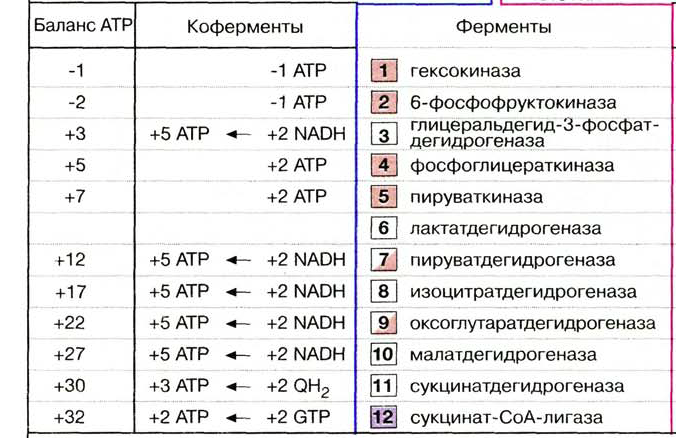 Баланс АТР Коферменты Ферменты
-1 -1 ATP 1 гексокиназа
-2 -1 ATP 2 6-фосфофруктокиназа
+3 +5 ATP ← +2 NADH 3 глицеральдегид-3-фосфат-
дегидрогеназа
+5 +2 ATP 4 фосфоглицераткиназа
+7 +2 ATP 5 пируваткиназа
6 лактатдегидрогеназа
+12 +5 ATP ← +2 NADH 7 пируватдегидрогеназа
+17 +5 ATP ← +2 NADH 8 изоцитратдегидрогеназа
+22 +5 ATP ← +2 NADH 9 оксоглутаратдегидрогеназа
+27 +5 ATP ← +2 NADH 10 малатдегидрогеназа
+30 +3 ATP ← +2 QH₂ 11 сукцинатдегидрогеназа
+32 +2 ATP ← +2 GTP 12 сукцинат-СоА-лигаза